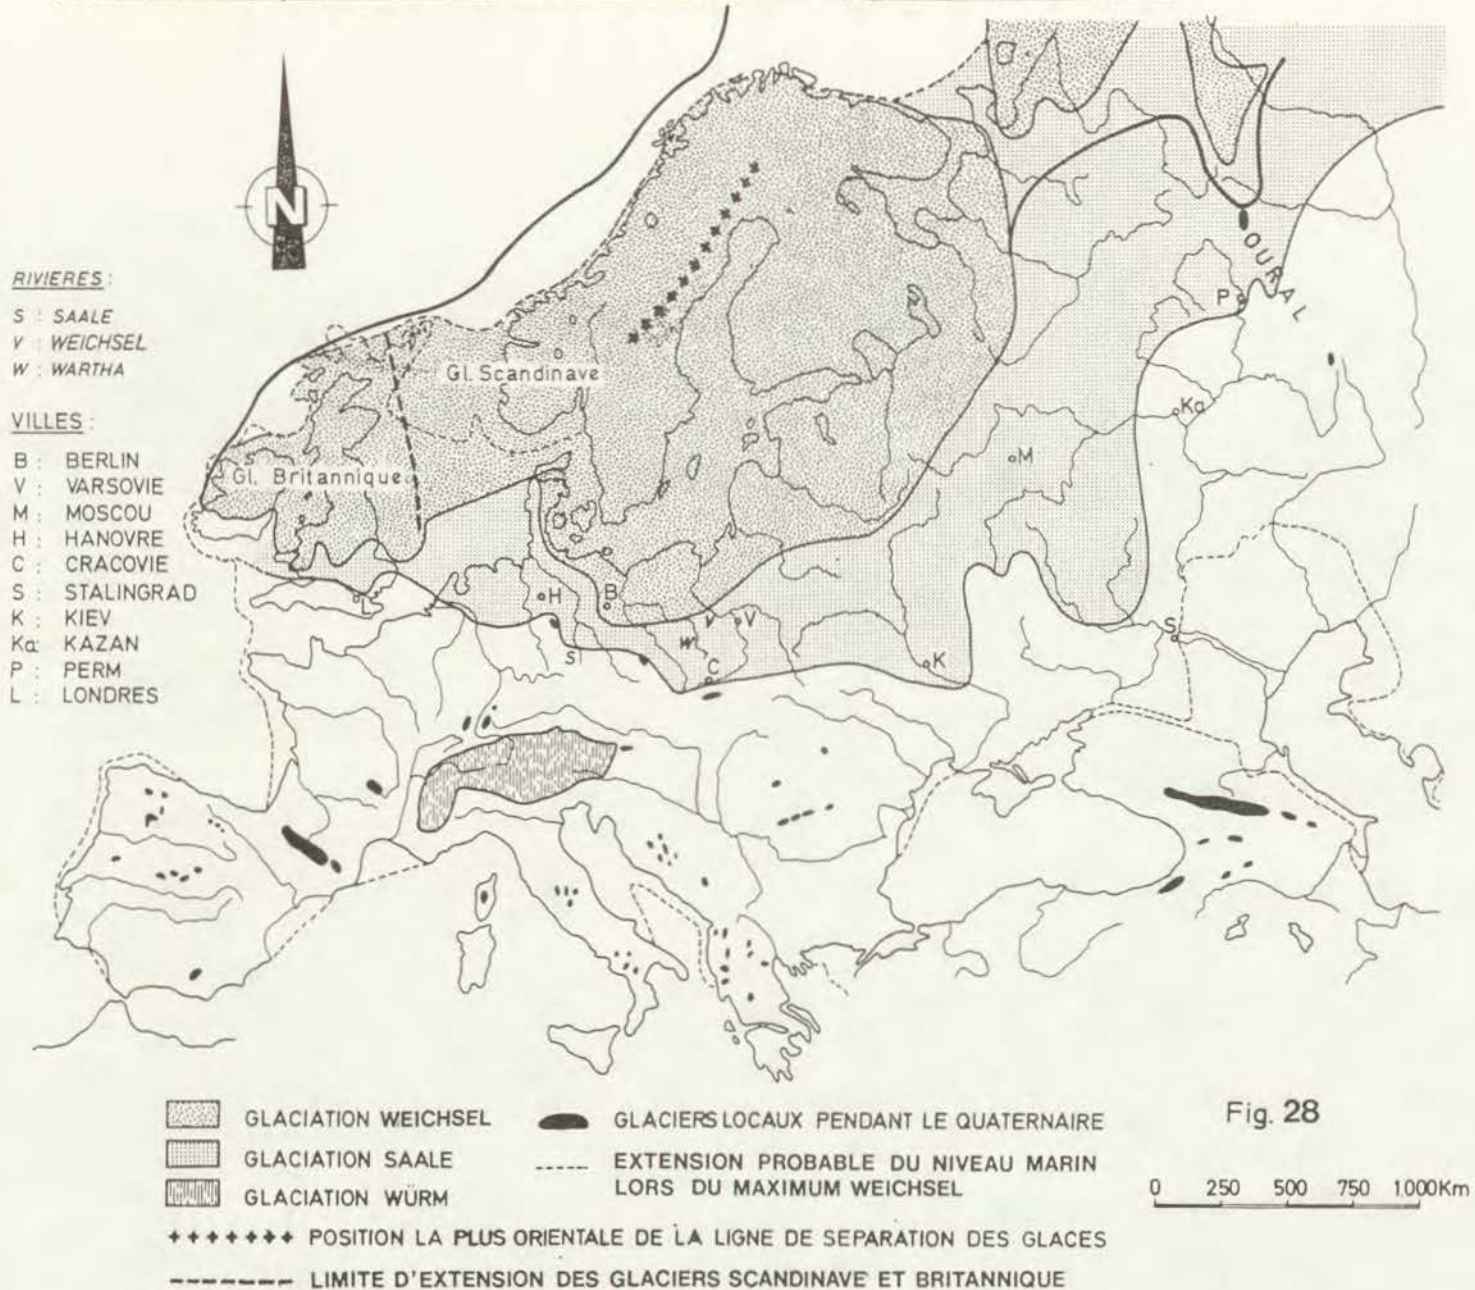 N
RIVIERES :
S : SAALE
V : WEICHSEL
W : WARTHA
VILLES :
B : BERLIN
V : VARSOVIE
M : MOSCOU
H : HANOVRE
C : CRACOVIE
S : STALINGRAD
K : KIEV
Ka : KAZAN
P : PERM
L : LONDRES
OURAL
P
Gl. Scandinave
Ka
M
Gl. Britannique
L
H
B
V
V
W
S
S
C
K
GLACIATION WEICHSEL
GLACIATION SAALE
GLACIATION WÜRM
GLACIERS LOCAUX PENDANT LE QUATERNAIRE
EXTENSION PROBABLE DU NIVEAU MARIN
LORS DU MAXIMUM WEICHSEL
POSITION LA PLUS ORIENTALE DE LA LIGNE DE SEPARATION DES GLACES
LIMITE D'EXTENSION DES GLACIERS SCANDINAVE ET BRITANNIQUE
Fig. 28
0 250 500 750 1.000Km